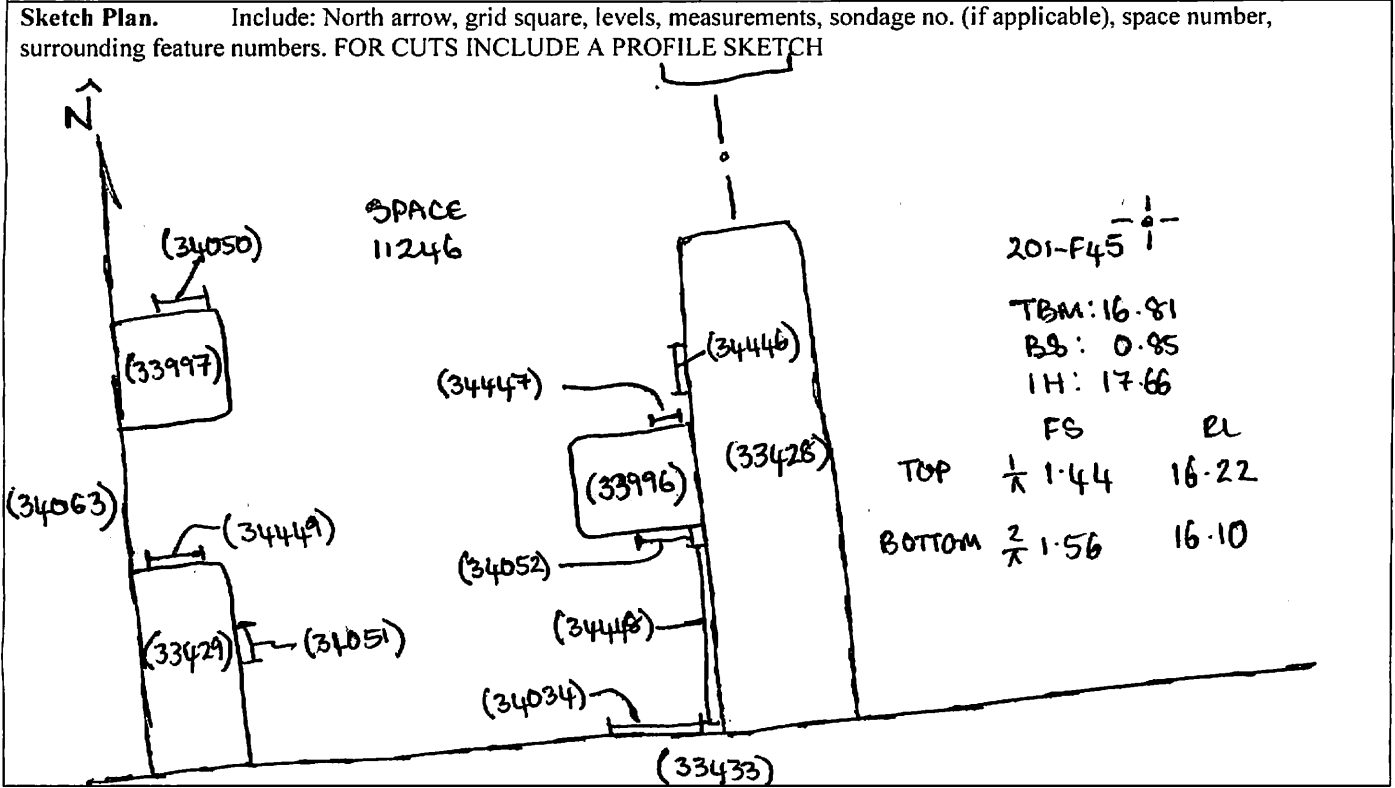 Sketch Plan. Include: North arrow, grid square, levels, measurements, sondage no. (if applicable), space number,
surrounding feature numbers. FOR CUTS INCLUDE A PROFILE SKETCH
N
SPACE
11246
(34050)
(33997)
(34063)
(34449)
(33429)
(34051)
(34446)
(34447)
(33996)
(33428)
(34052)
(34448)
(34034)
(33433)
201-F45
TBM: 16.81
BS: 0.85
IH: 17.66
FS RL
TOP 1/ 1.44 16.22
BOTTOM 2/ 1.56 16.10